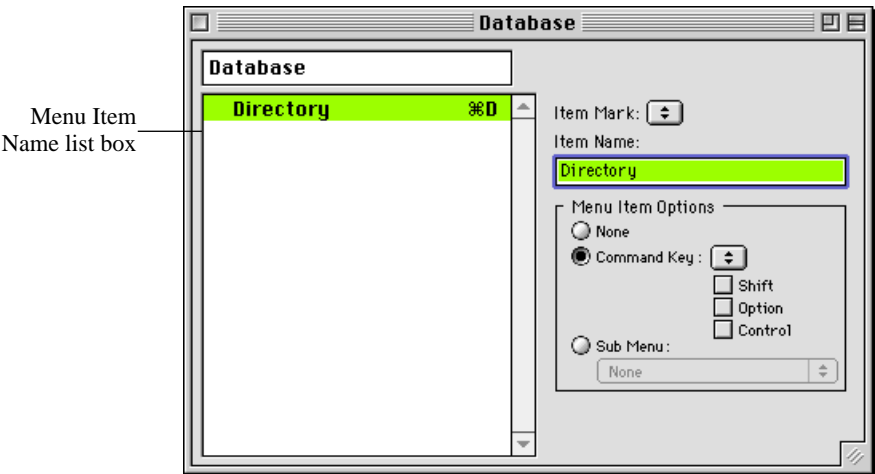 Database
Database
Menu Item
Name list box
Directory ⌘D
Item Mark:
Item Name:
Directory
Menu Item Options
None
Command Key :
Shift
Option
Control
Sub Menu :
None